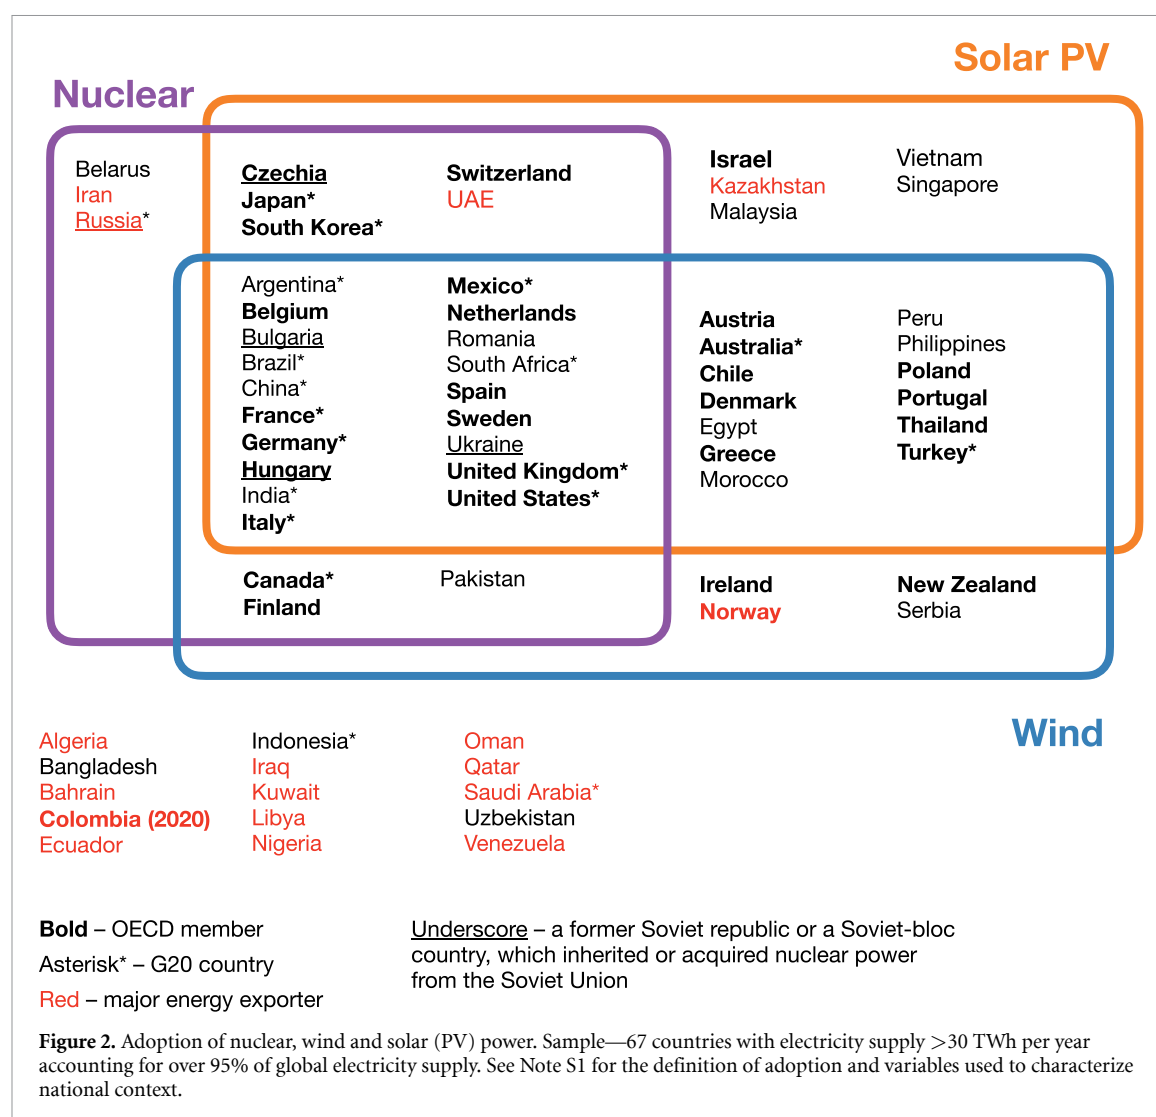 Solar PV
Nuclear
Belarus
Iran
Russia*
Czechia
Japan*
South Korea*
Switzerland
UAE
Israel
Kazakhstan
Malaysia
Vietnam
Singapore
Argentina*
Belgium
Bulgaria
Brazil*
China*
France*
Germany*
Hungary
India*
Italy*
Mexico*
Netherlands
Romania
South Africa*
Spain
Sweden
Ukraine
United Kingdom*
United States*
Austria
Australia*
Chile
Denmark
Egypt
Greece
Morocco
Peru
Philippines
Poland
Portugal
Thailand
Turkey*
Canada*
Finland
Pakistan
Ireland
Norway
New Zealand
Serbia
Wind
Algeria
Bangladesh
Bahrain
Colombia (2020)
Ecuador
Indonesia*
Iraq
Kuwait
Libya
Nigeria
Oman
Qatar
Saudi Arabia*
Uzbekistan
Venezuela
Bold – OECD member
Asterisk* – G20 country
Red – major energy exporter
Underscore – a former Soviet republic or a Soviet-bloc
country, which inherited or acquired nuclear power
from the Soviet Union
Figure 2. Adoption of nuclear, wind and solar (PV) power. Sample—67 countries with electricity supply >30 TWh per year
accounting for over 95% of global electricity supply. See Note S1 for the definition of adoption and variables used to characterize
national context.